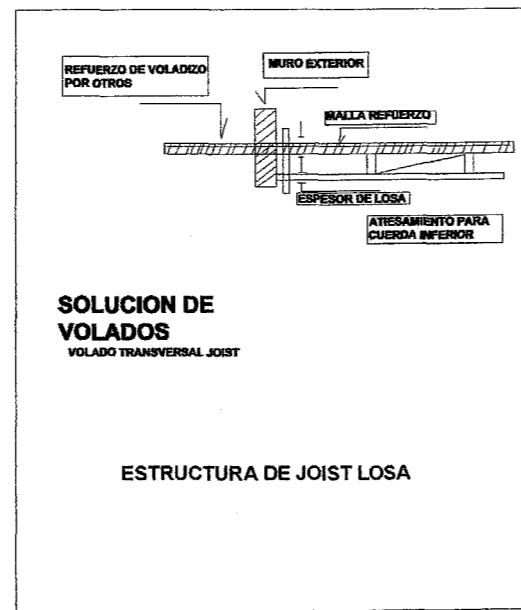 REFUERZO DE VOLADIZO
POR OTROS
MURO EXTERIOR
MALLA REFUERZO
ESPESOR DE LOSA
ATIESAMIENTO PARA
CUERDA INFERIOR
SOLUCION DE
VOLADOS
VOLADO TRANSVERSAL JOIST
ESTRUCTURA DE JOIST LOSA